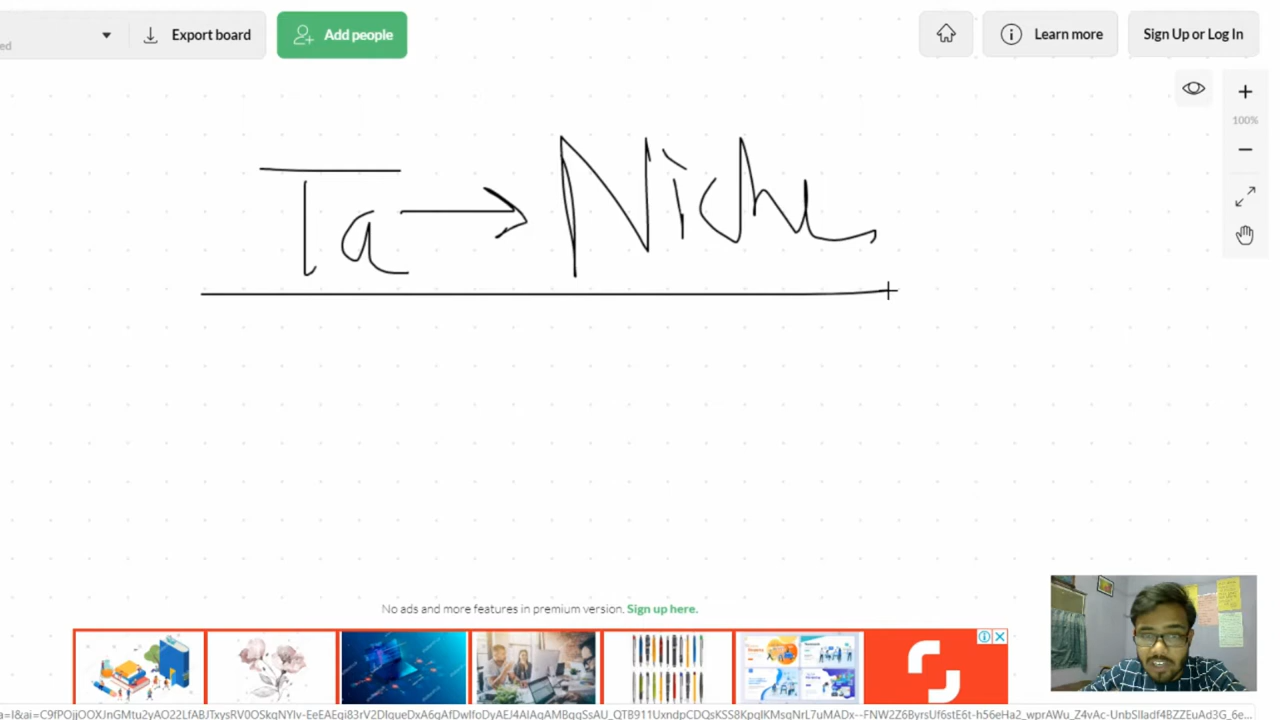 ed Export board Add people Learn more Sign Up or Log In
100%
Ta → Niche
No ads and more features in premium version. Sign up here.